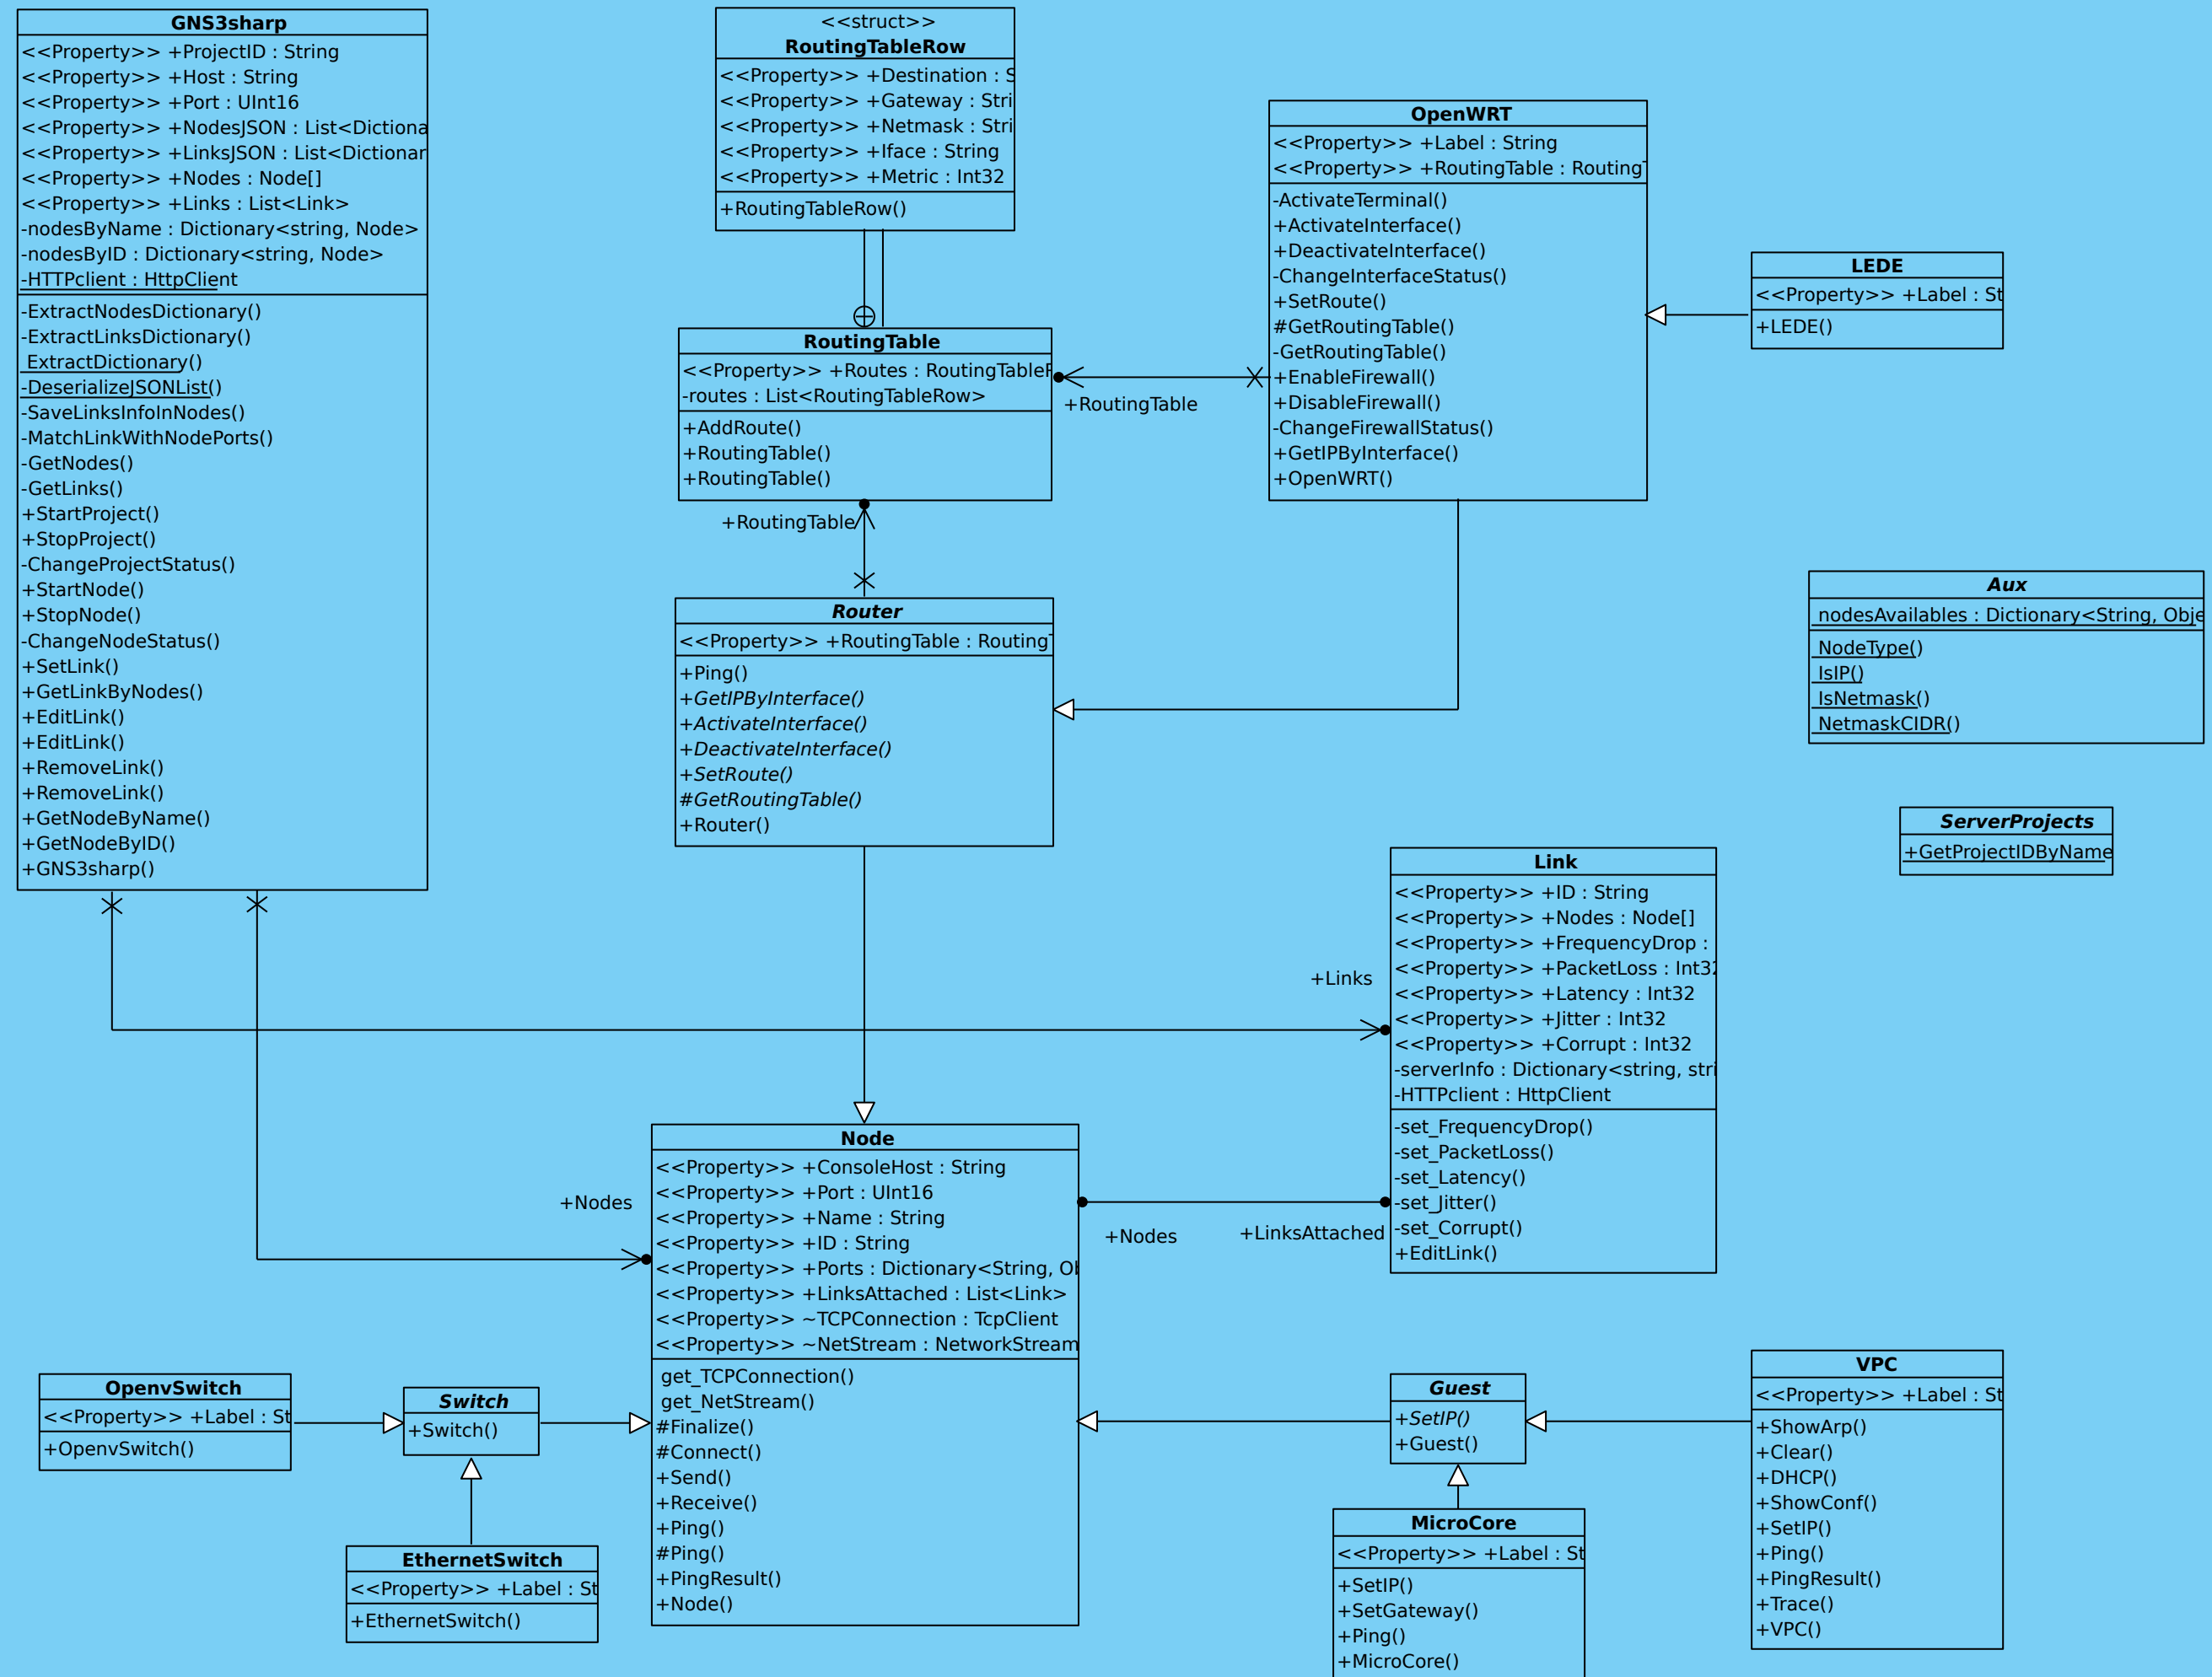 GNS3sharp
<<Property>> +ProjectID : String
<<Property>> +Host : String
<<Property>> +Port : UInt16
<<Property>> +NodesJSON : List<Dictiona
<<Property>> +LinksJSON : List<Dictionar
<<Property>> +Nodes : Node[]
<<Property>> +Links : List<Link>
-nodesByName : Dictionary<string, Node>
-nodesByID : Dictionary<string, Node>
-HTTPclient : HttpClient
-ExtractNodesDictionary()
-ExtractLinksDictionary()
ExtractDictionary()
-DeserializeJSONList()
-SaveLinksInfoInNodes()
-MatchLinkWithNodePorts()
-GetNodes()
-GetLinks()
+StartProject()
+StopProject()
-ChangeProjectStatus()
+StartNode()
+StopNode()
-ChangeNodeStatus()
+SetLink()
+GetLinkByNodes()
+EditLink()
+EditLink()
+RemoveLink()
+RemoveLink()
+GetNodeByName()
+GetNodeByID()
+GNS3sharp()
<<struct>>
RoutingTableRow
<<Property>> +Destination : S
<<Property>> +Gateway : Stri
<<Property>> +Netmask : Stri
<<Property>> +Iface : String
<<Property>> +Metric : Int32
+RoutingTableRow()
RoutingTable
<<Property>> +Routes : RoutingTableR
-routes : List<RoutingTableRow>
+AddRoute()
+RoutingTable()
+RoutingTable()
+RoutingTable
+RoutingTable
OpenWRT
<<Property>> +Label : String
<<Property>> +RoutingTable : RoutingT
-ActivateTerminal()
+ActivateInterface()
+DeactivateInterface()
-ChangeInterfaceStatus()
+SetRoute()
#GetRoutingTable()
-GetRoutingTable()
+EnableFirewall()
+DisableFirewall()
-ChangeFirewallStatus()
+GetIPByInterface()
+OpenWRT()
LEDE
<<Property>> +Label : St
+LEDE()
Router
<<Property>> +RoutingTable : RoutingT
+Ping()
+GetIPByInterface()
+ActivateInterface()
+DeactivateInterface()
+SetRoute()
#GetRoutingTable()
+Router()
Aux
nodesAvailables : Dictionary<String, Obje
NodeType()
IsIP()
IsNetmask()
NetmaskCIDR()
ServerProjects
+GetProjectIDByName
Link
<<Property>> +ID : String
<<Property>> +Nodes : Node[]
<<Property>> +FrequencyDrop :
<<Property>> +PacketLoss : Int32
<<Property>> +Latency : Int32
<<Property>> +Jitter : Int32
<<Property>> +Corrupt : Int32
-serverInfo : Dictionary<string, stri
-HTTPclient : HttpClient
-set_FrequencyDrop()
-set_PacketLoss()
-set_Latency()
-set_Jitter()
-set_Corrupt()
+EditLink()
+Links
+Nodes
+Nodes
+LinksAttached
Node
<<Property>> +ConsoleHost : String
<<Property>> +Port : UInt16
<<Property>> +Name : String
<<Property>> +ID : String
<<Property>> +Ports : Dictionary<String, Ob
<<Property>> +LinksAttached : List<Link>
<<Property>> ~TCPConnection : TcpClient
<<Property>> ~NetStream : NetworkStream
get_TCPConnection()
get_NetStream()
#Finalize()
#Connect()
+Send()
+Receive()
+Ping()
#Ping()
+PingResult()
+Node()
OpenvSwitch
<<Property>> +Label : St
+OpenvSwitch()
Switch
+Switch()
EthernetSwitch
<<Property>> +Label : St
+EthernetSwitch()
Guest
+SetIP()
+Guest()
MicroCore
<<Property>> +Label : St
+SetIP()
+SetGateway()
+Ping()
+MicroCore()
VPC
<<Property>> +Label : St
+ShowArp()
+Clear()
+DHCP()
+ShowConf()
+SetIP()
+Ping()
+PingResult()
+Trace()
+VPC()